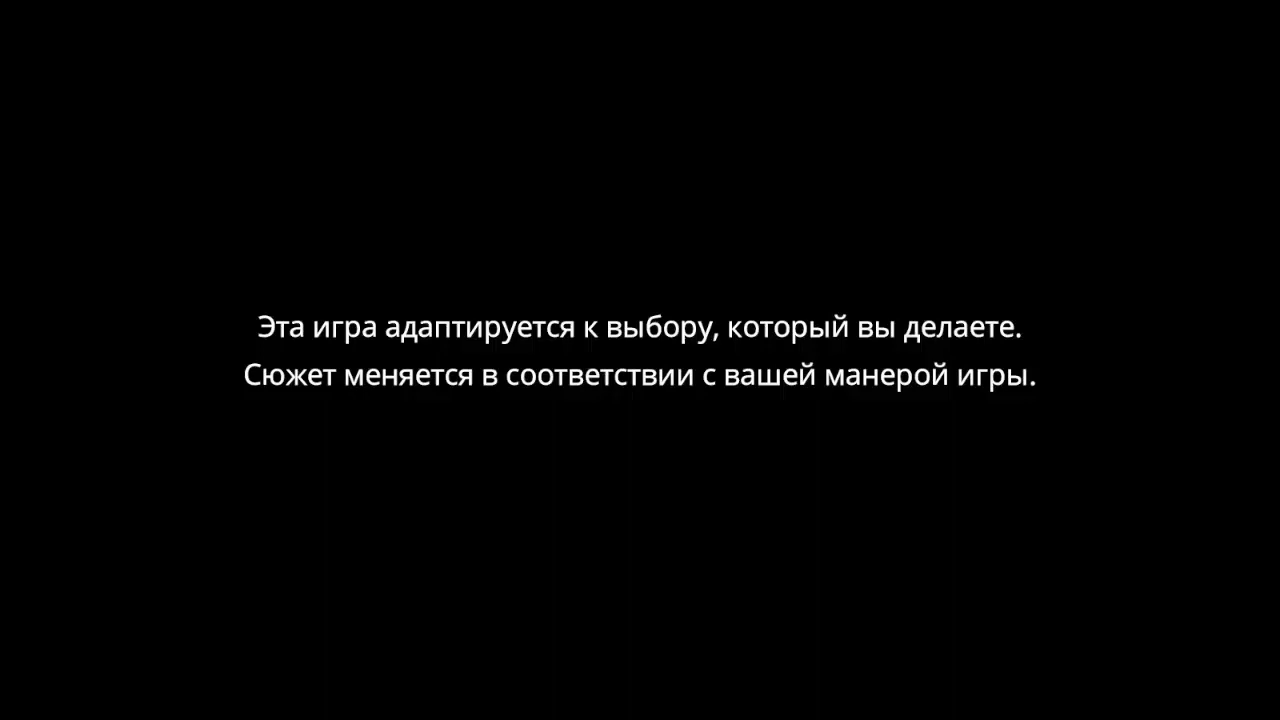 Эта игра адаптируется к выбору, который вы делаете.
Сюжет меняется в соответствии с вашей манерой игры.